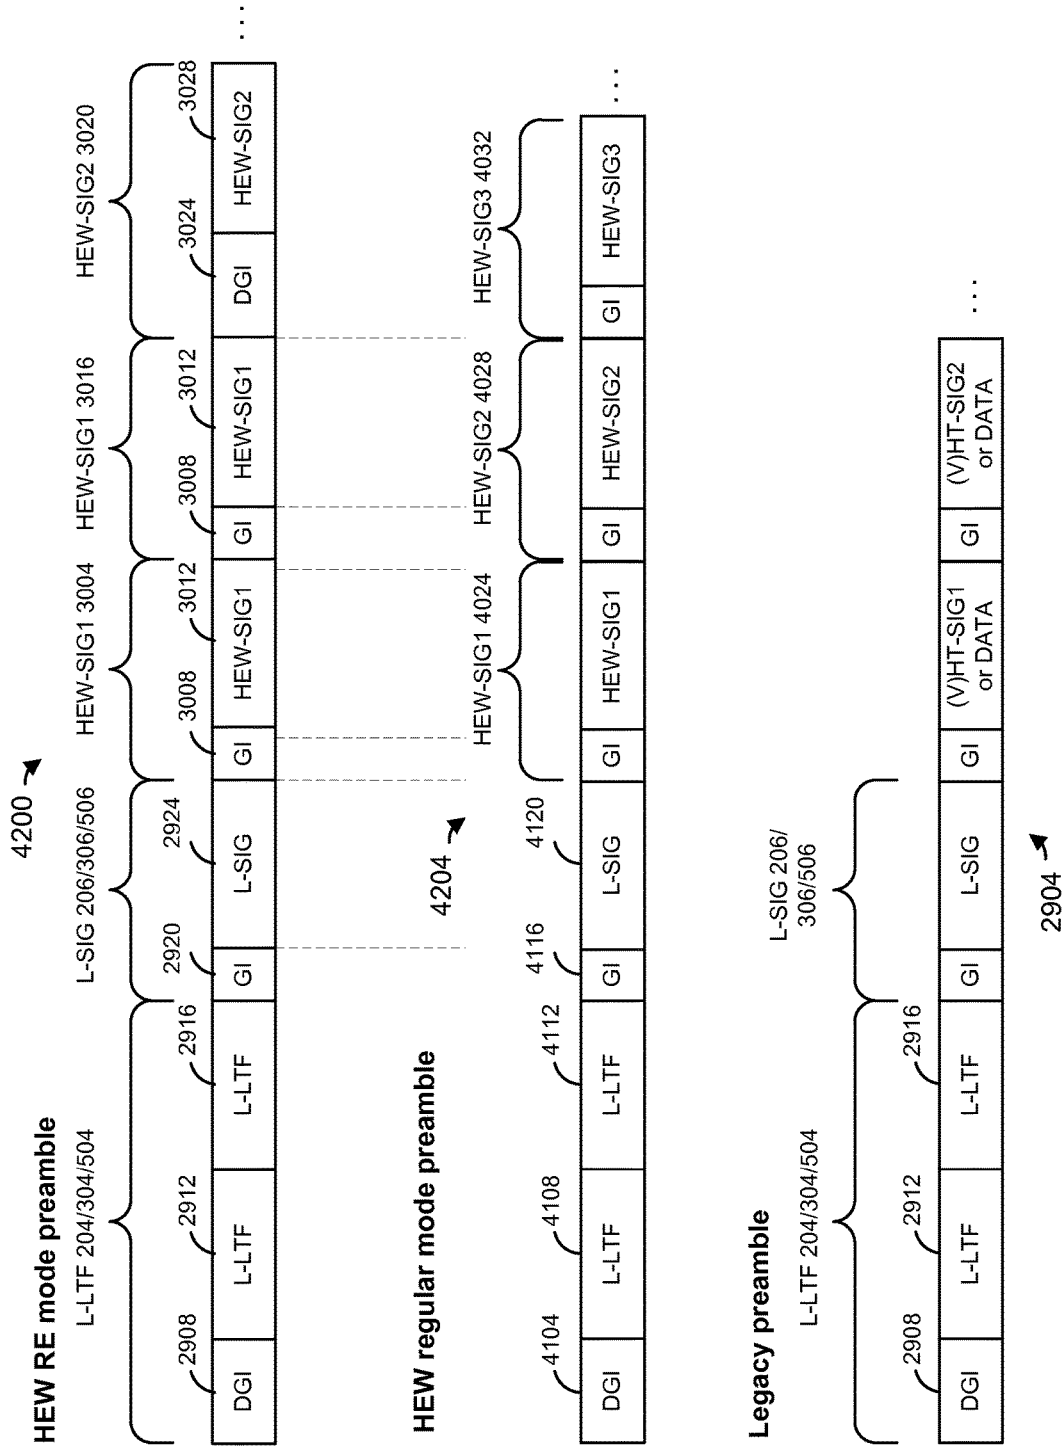 4200
HEW RE mode preamble
L-LTF 204/304/504
L-SIG 206/306/506
HEW-SIG1 3004
HEW-SIG1 3016
HEW-SIG2 3020
2908
2912
2916
2920
2924
3008
3012
3008
3012
3024
3028
DGI
L-LTF
L-LTF
GI
L-SIG
GI
HEW-SIG1
GI
HEW-SIG1
DGI
HEW-SIG2
...
HEW regular mode preamble
4204
HEW-SIG1 4024
HEW-SIG2 4028
HEW-SIG3 4032
4104
4108
4112
4116
4120
DGI
L-LTF
L-LTF
GI
L-SIG
GI
HEW-SIG1
GI
HEW-SIG2
GI
HEW-SIG3
...
Legacy preamble
L-LTF 204/304/504
L-SIG 206/
306/506
2908
2912
2916
DGI
L-LTF
L-LTF
GI
L-SIG
GI
(V)HT-SIG1
or DATA
GI
(V)HT-SIG2
or DATA
...
2904